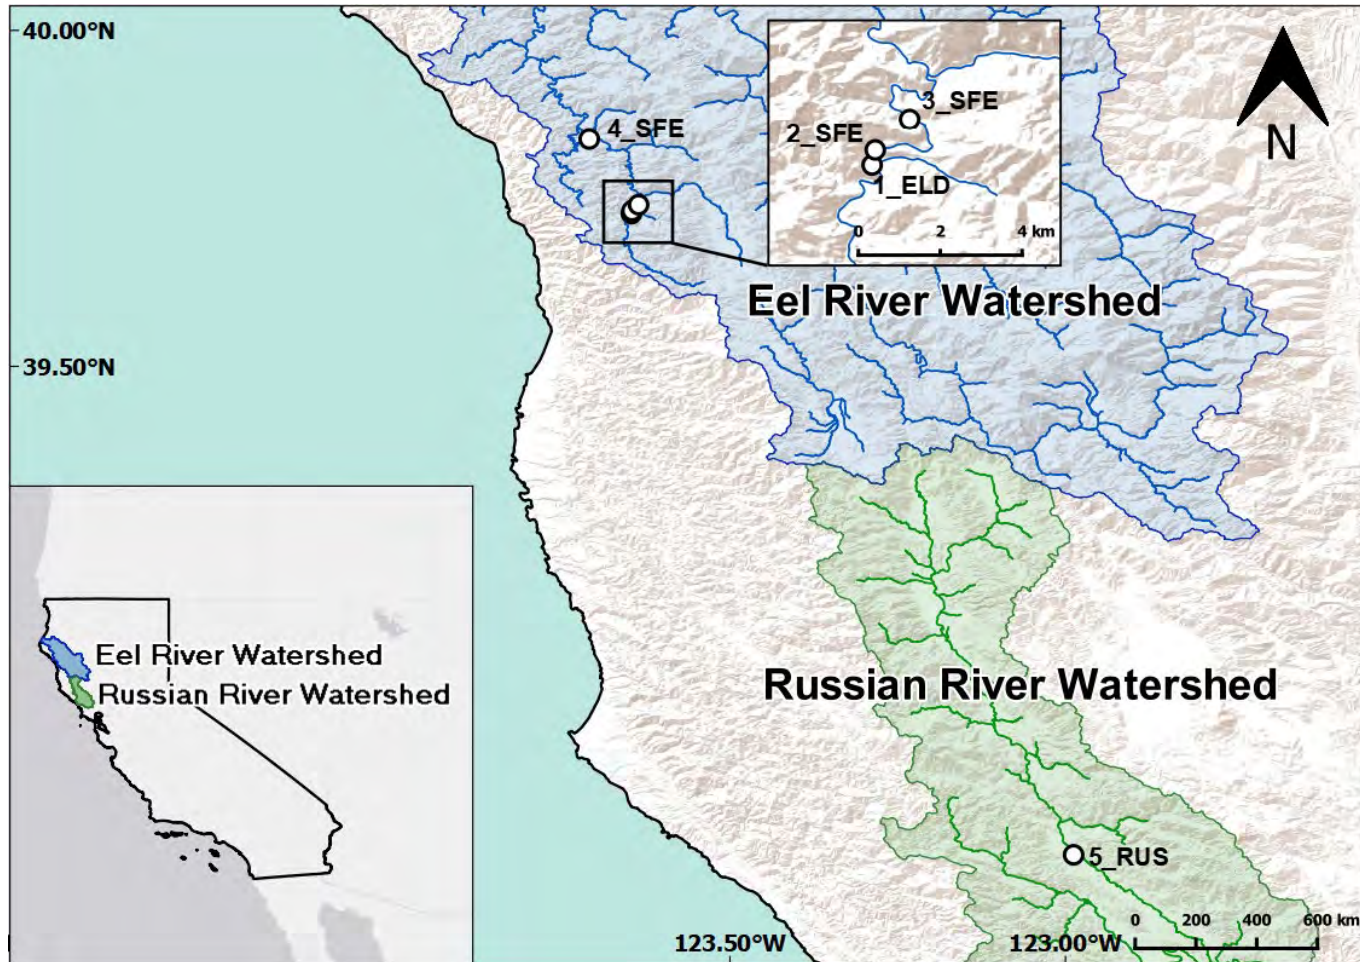 40.00°N
4_SFE
3_SFE
2_SFE
1_ELD
0 2 4 km
N
Eel River Watershed
39.50°N
Eel River Watershed
Russian River Watershed
Russian River Watershed
5_RUS
0 200 400 600 km
123.50°W
123.00°W